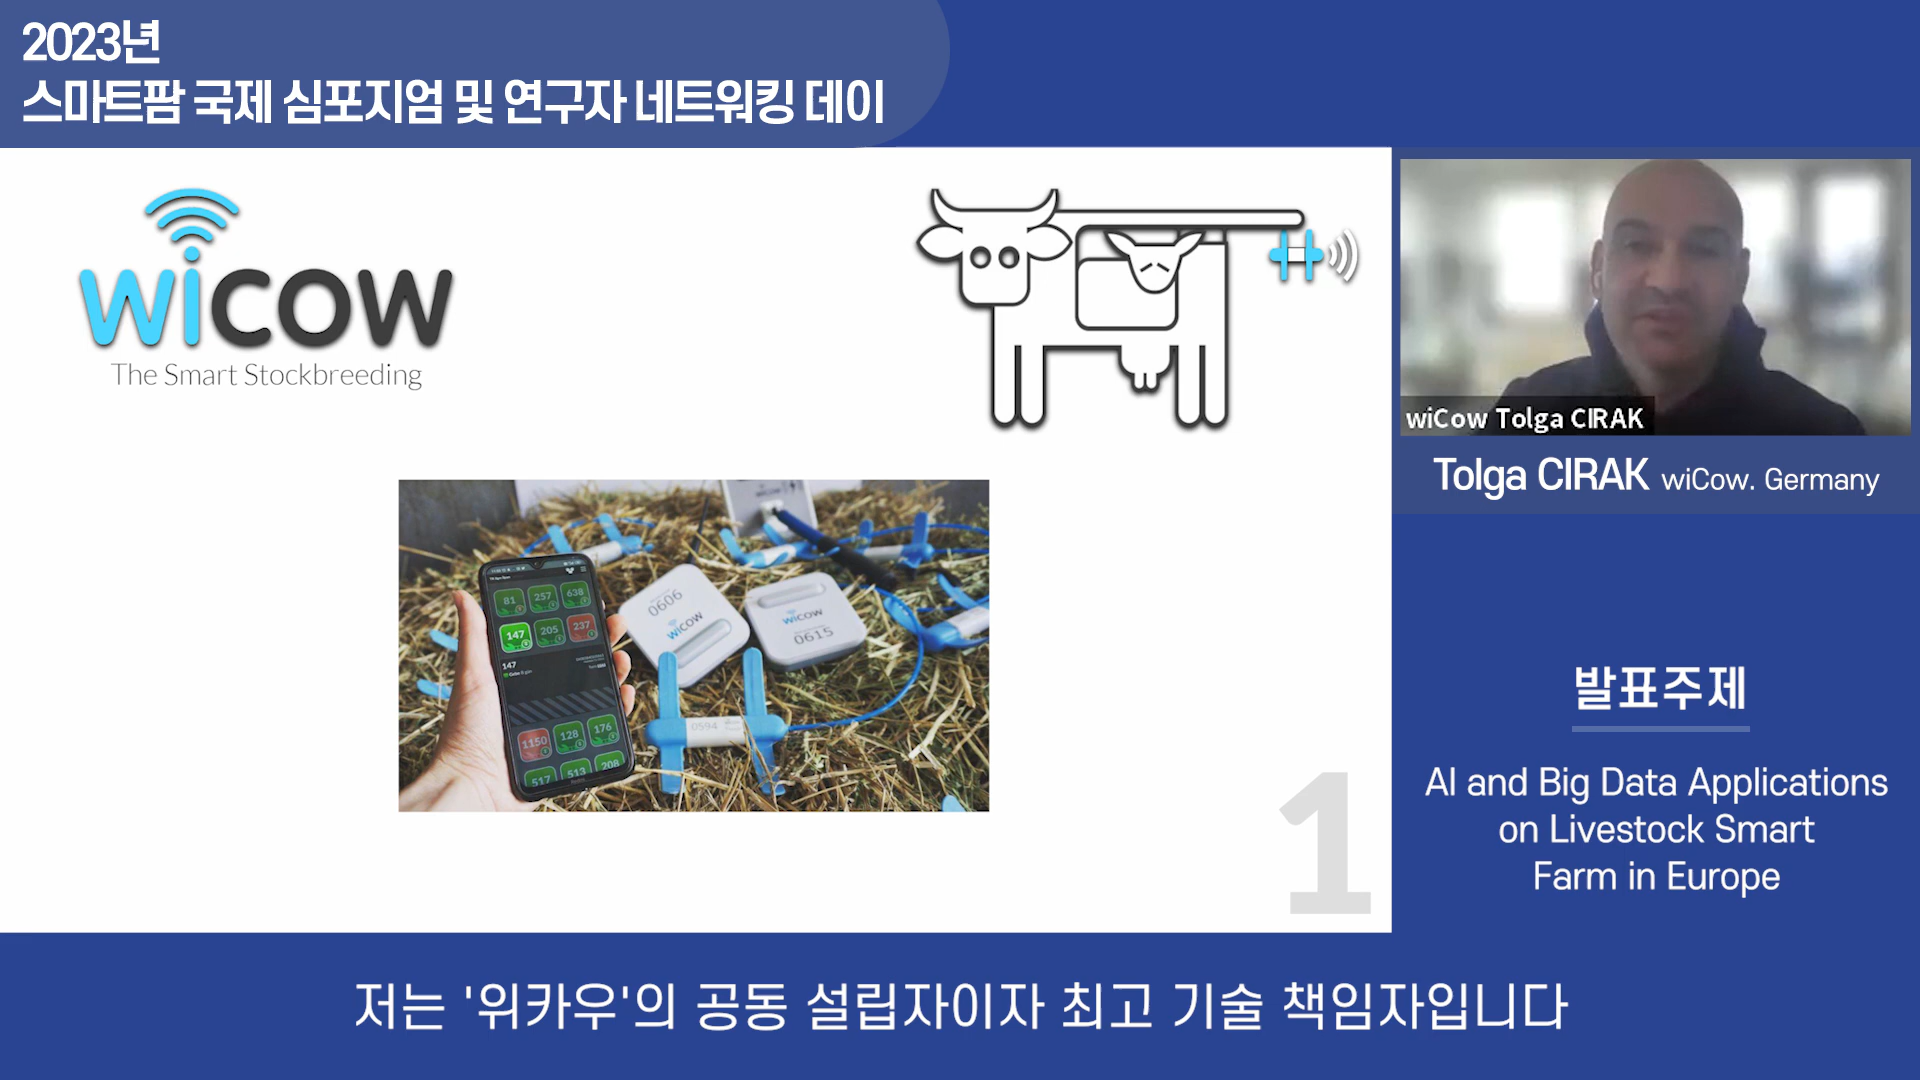 2023년
스마트팜 국제 심포지엄 및 연구자 네트워킹 데이
wicow
The Smart Stockbreeding
wiCow Tolga CIRAK
Tolga CIRAK wiCow. Germany
81 257 638
147 205 237
147
1150 128 176
517 513 208
0606
wicow
wicow
0615
0594
1
발표주제
AI and Big Data Applications
on Livestock Smart
Farm in Europe
저는 '위카우'의 공동 설립자이자 최고 기술 책임자입니다